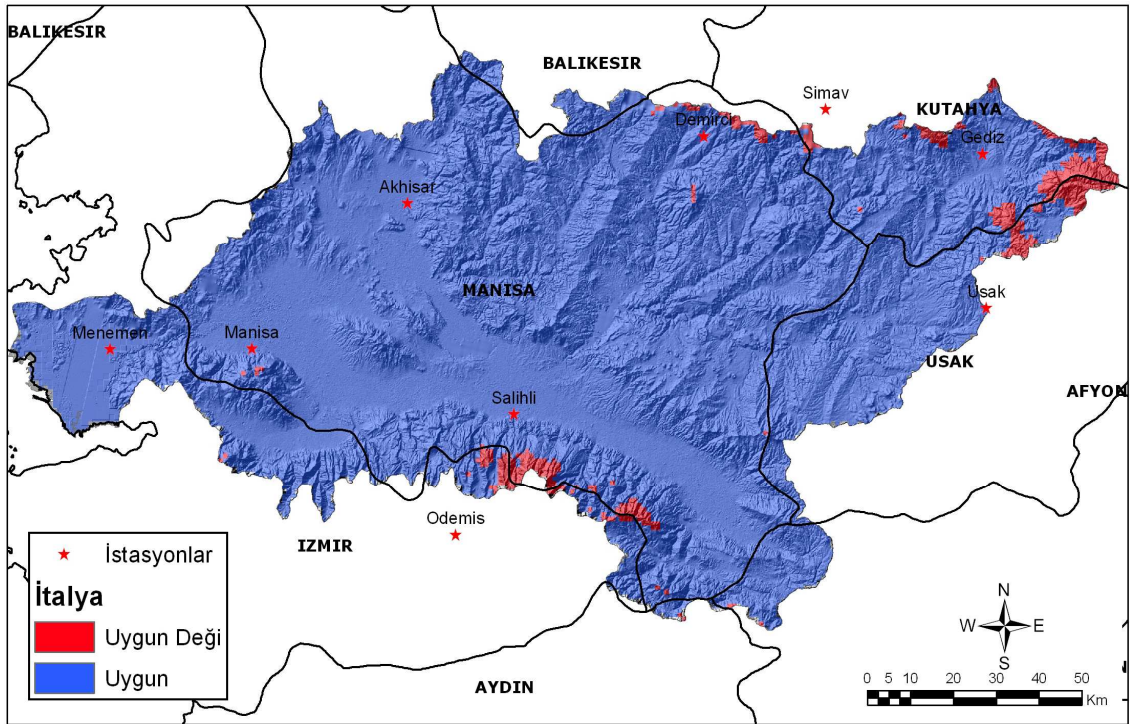 BALIKESIR
BALIKESIR
Simav
KUTAHYA
Demirci
Gediz
Akhisar
MANISA
Usak
Menemen
Manisa
USAK
AFYON
Salihli
Odemis
IZMIR
İstasyonlar
İtalya
Uygun Deği
Uygun
AYDIN
N
W E
S
0 5 10 20 30 40 50
Km